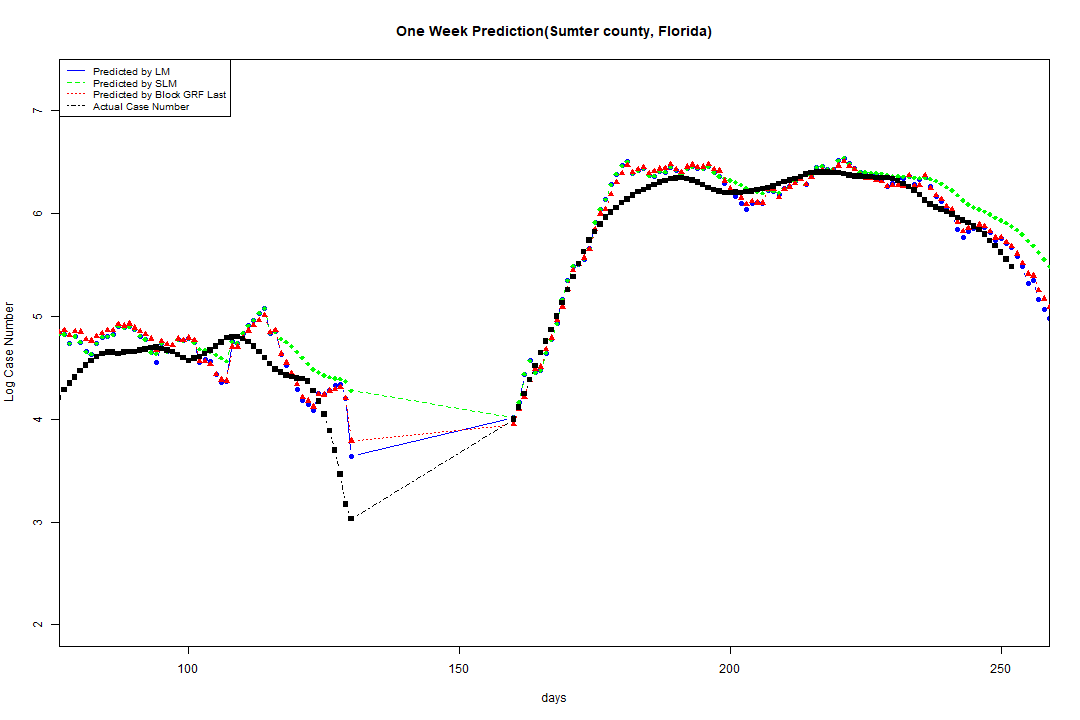 One Week Prediction(Sumter county, Florida)
Predicted by LM
Predicted by SLM
Predicted by Block GRF Last
Actual Case Number
7
6
5
4
3
2
Log Case Number
100 150 200 250
days